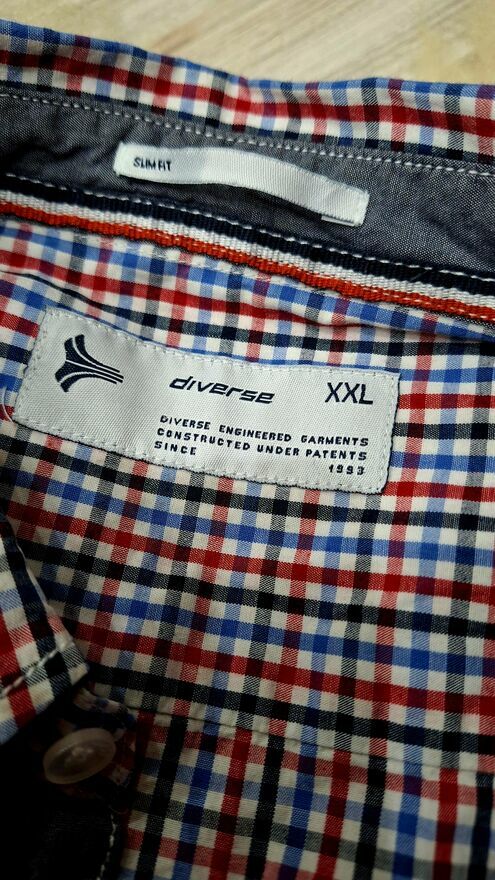 SLIM FIT
diverse XXL
DIVERSE ENGINEERED GARMENTS
CONSTRUCTED UNDER PATENTS
SINCE 1993